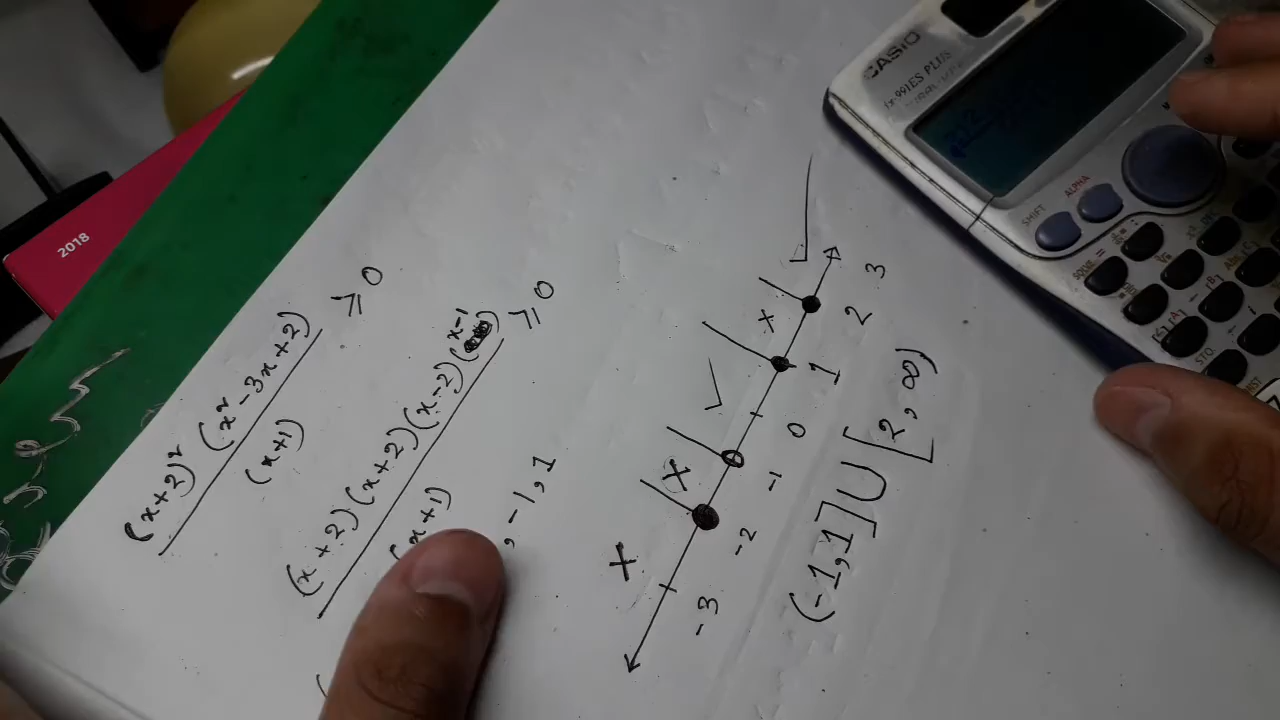 (x+2)² (x²-3x+2)
(x+1)
≥ 0
(x+2)(x+2)(x-2)(x-1)
(x+1)
≥ 0
, -1, 1
x x ✓ x ✓
-3 -2 -1 0 1 2 3
(-1,1] ∪ [2, ∞)
2018
CASIO
fx-991ES PLUS
SHIFT
ALPHA